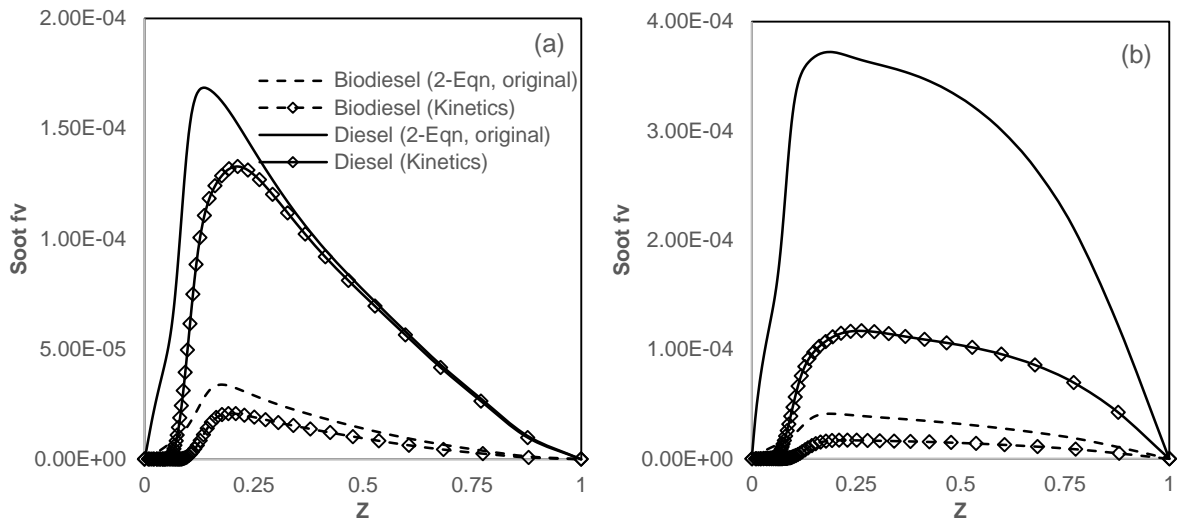 2.00E-04
1.50E-04
1.00E-04
5.00E-05
0.00E+00
Soot fv
(a)
Biodiesel (2-Eqn, original)
Biodiesel (Kinetics)
Diesel (2-Eqn, original)
Diesel (Kinetics)
0 0.25 0.5 0.75 1
Z
4.00E-04
3.00E-04
2.00E-04
1.00E-04
0.00E+00
Soot fv
(b)
0 0.25 0.5 0.75 1
Z